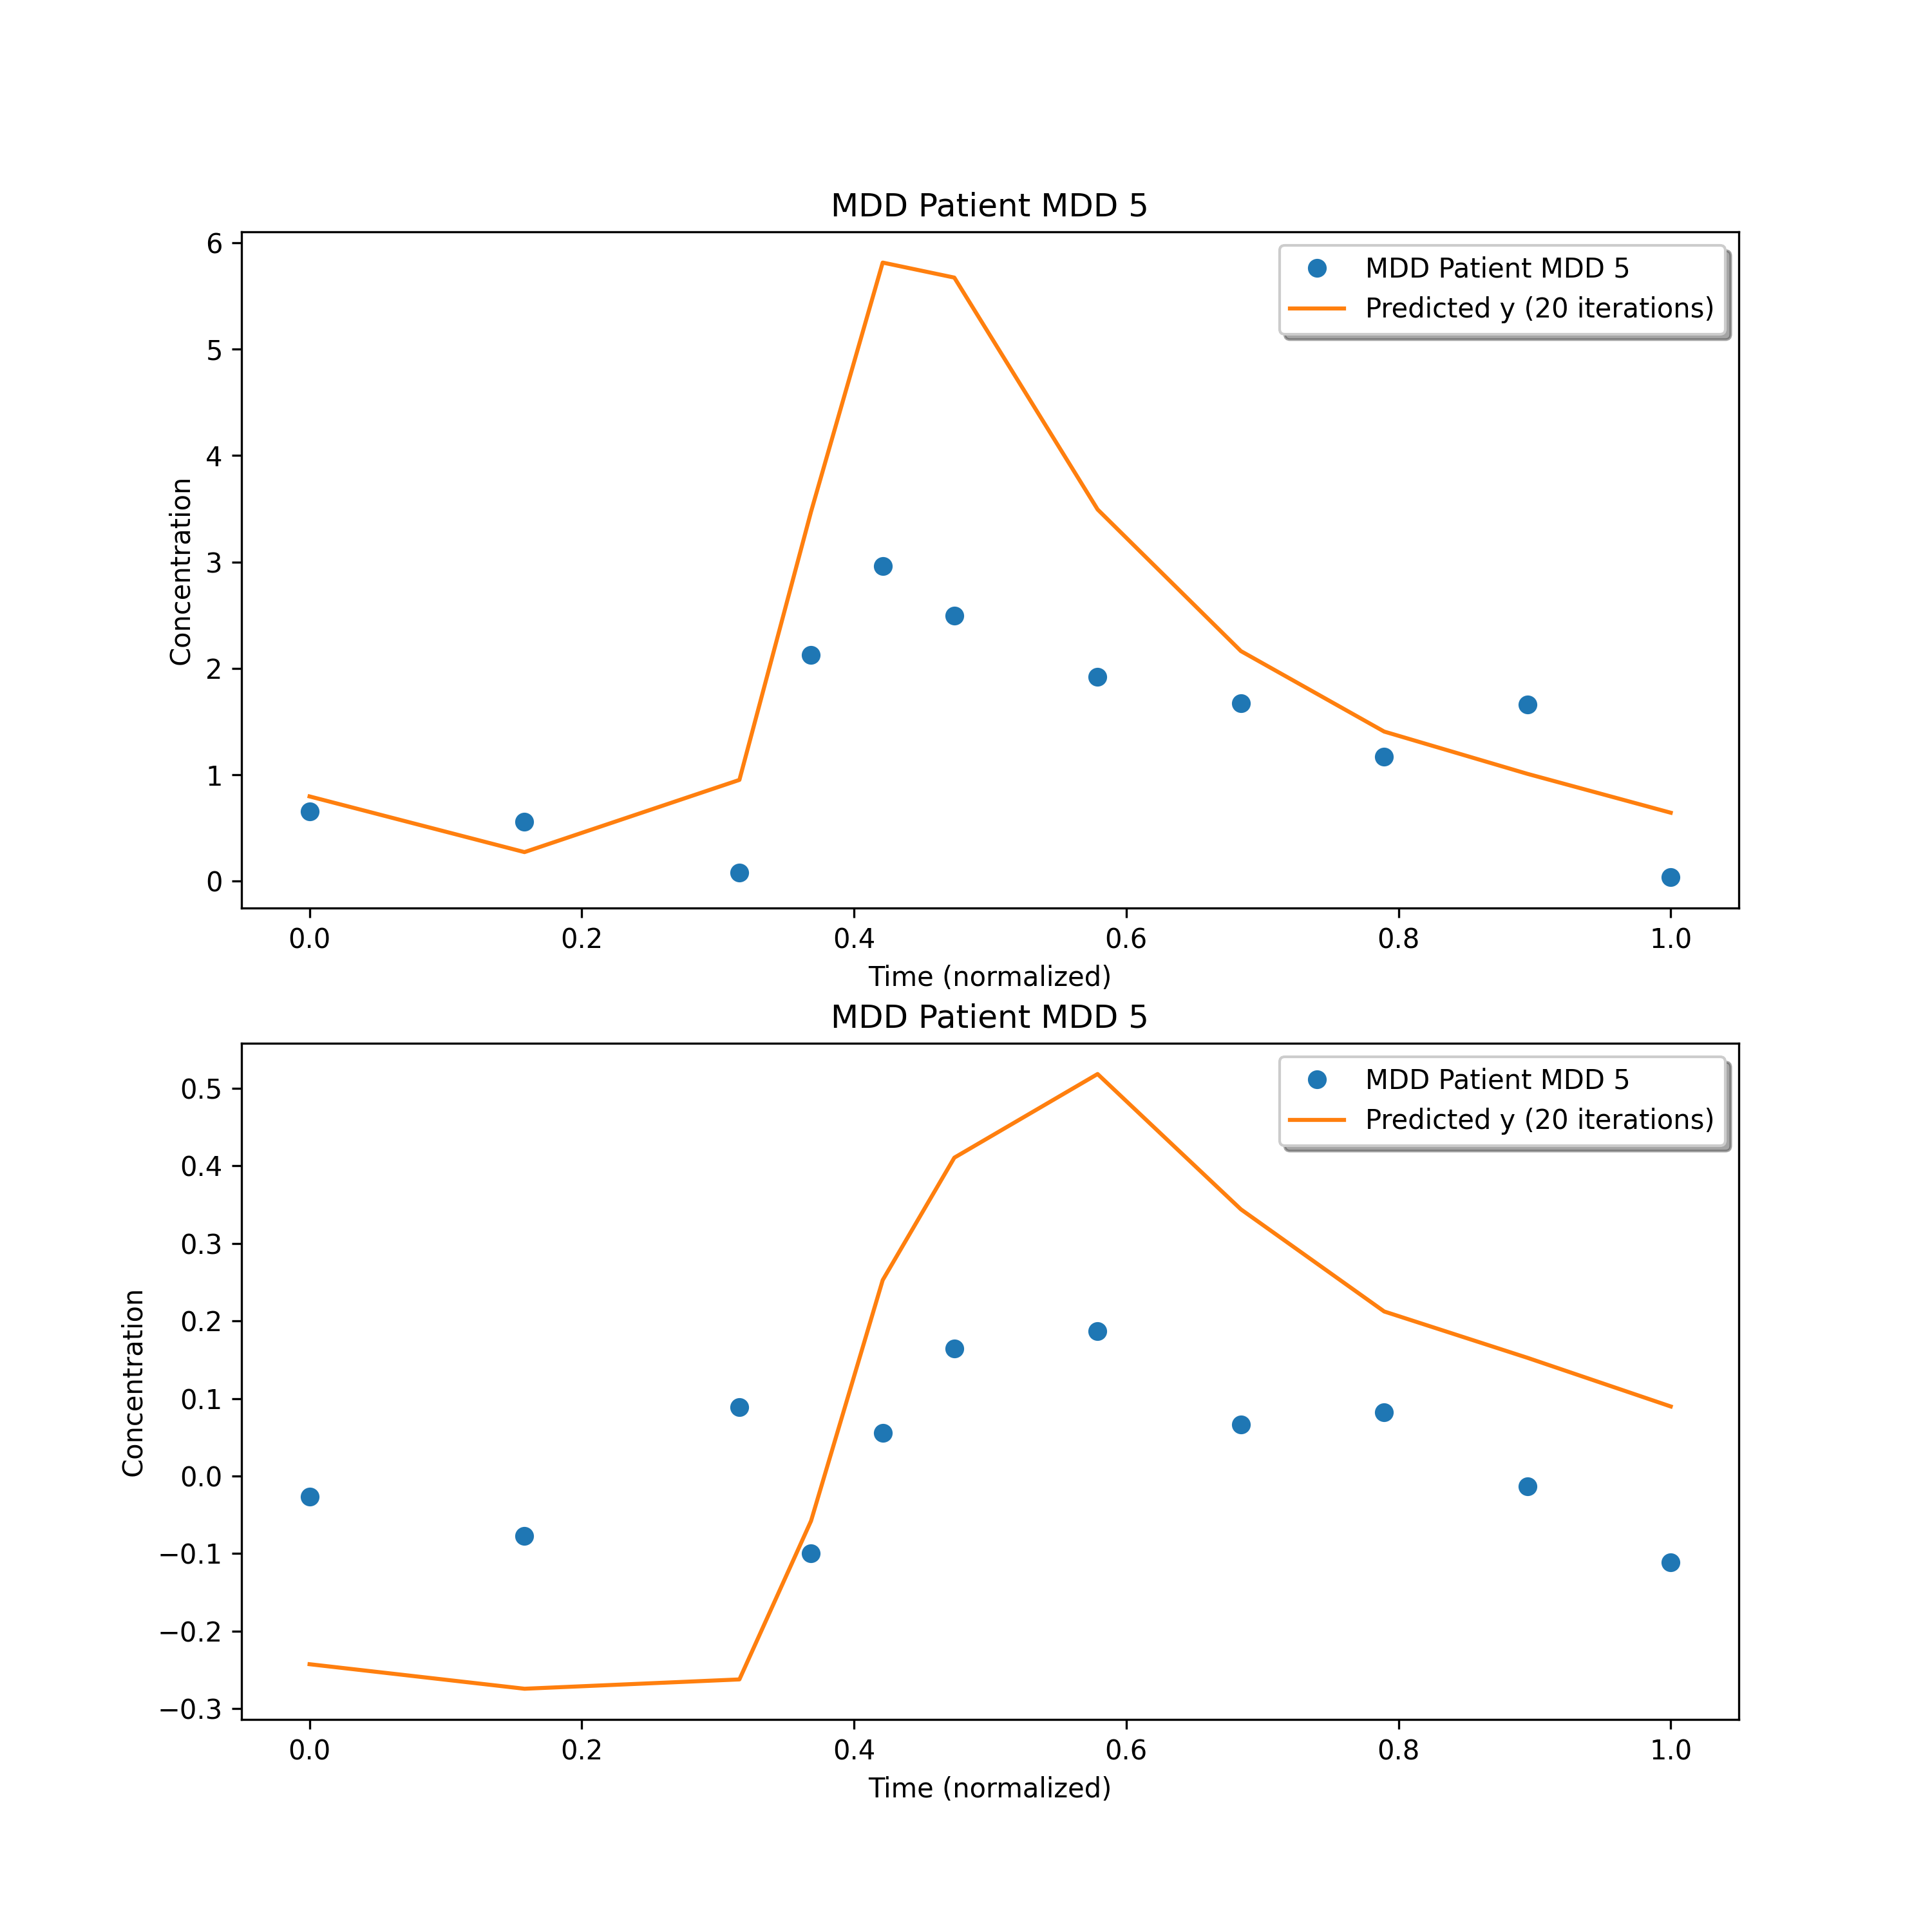 MDD Patient MDD 5
6
5
4
3
2
1
0
Concentration
MDD Patient MDD 5
Predicted y (20 iterations)
0.0 0.2 0.4 0.6 0.8 1.0
Time (normalized)
MDD Patient MDD 5
0.5
0.4
0.3
0.2
0.1
0.0
−0.1
−0.2
−0.3
Concentration
MDD Patient MDD 5
Predicted y (20 iterations)
0.0 0.2 0.4 0.6 0.8 1.0
Time (normalized)